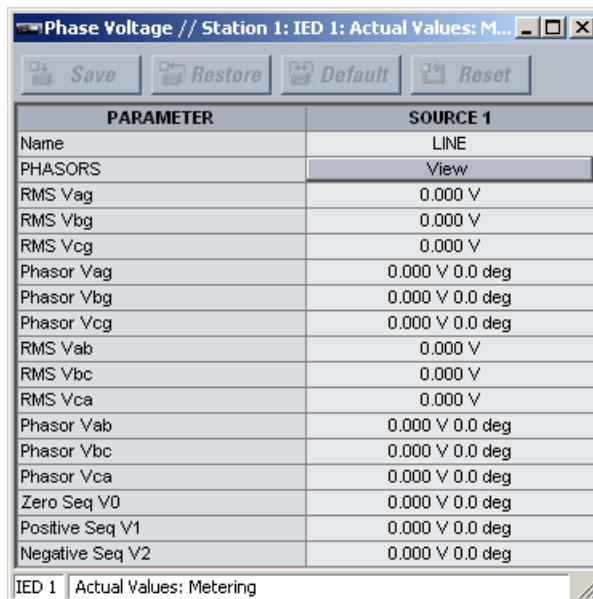 Phase Voltage // Station 1: IED 1: Actual Values: M...
Save Restore Default Reset
PARAMETER SOURCE 1
Name LINE
PHASORS View
RMS Vag 0.000 V
RMS Vbg 0.000 V
RMS Vcg 0.000 V
Phasor Vag 0.000 V 0.0 deg
Phasor Vbg 0.000 V 0.0 deg
Phasor Vcg 0.000 V 0.0 deg
RMS Vab 0.000 V
RMS Vbc 0.000 V
RMS Vca 0.000 V
Phasor Vab 0.000 V 0.0 deg
Phasor Vbc 0.000 V 0.0 deg
Phasor Vca 0.000 V 0.0 deg
Zero Seq V0 0.000 V 0.0 deg
Positive Seq V1 0.000 V 0.0 deg
Negative Seq V2 0.000 V 0.0 deg
IED 1 Actual Values: Metering